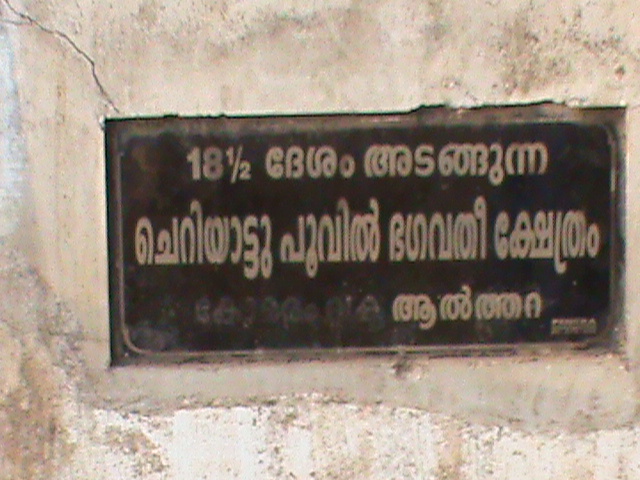 18½ ദേശം അടങ്ങുന്ന
ചെറിയാട്ടു പൂവിൽ ഭഗവതീ ക്ഷേത്രം
ആൽത്തറ